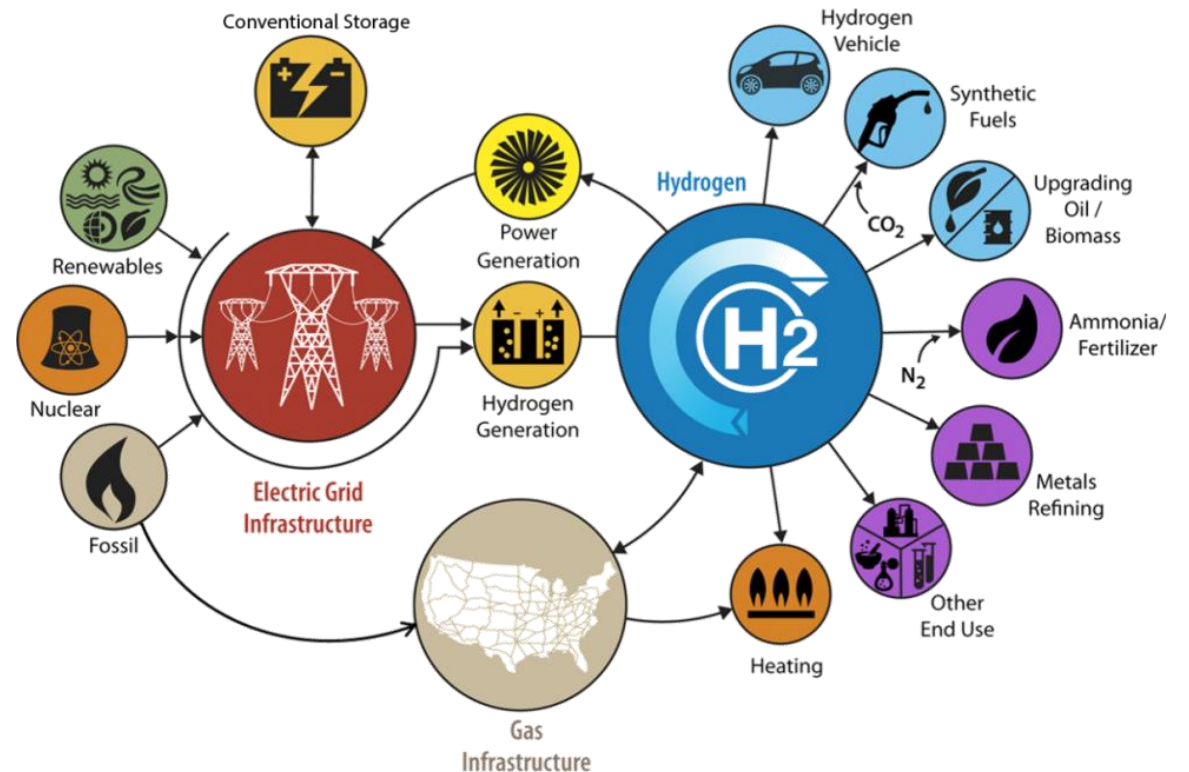 Conventional Storage
Hydrogen
Vehicle
Synthetic
Fuels
Renewables
Hydrogen
Upgrading
Oil /
Biomass
CO₂
Power
Generation
Nuclear
H2
Ammonia/
Fertilizer
N₂
Hydrogen
Generation
Fossil
Electric Grid
Infrastructure
Metals
Refining
Other
End Use
Heating
Gas
Infrastructure